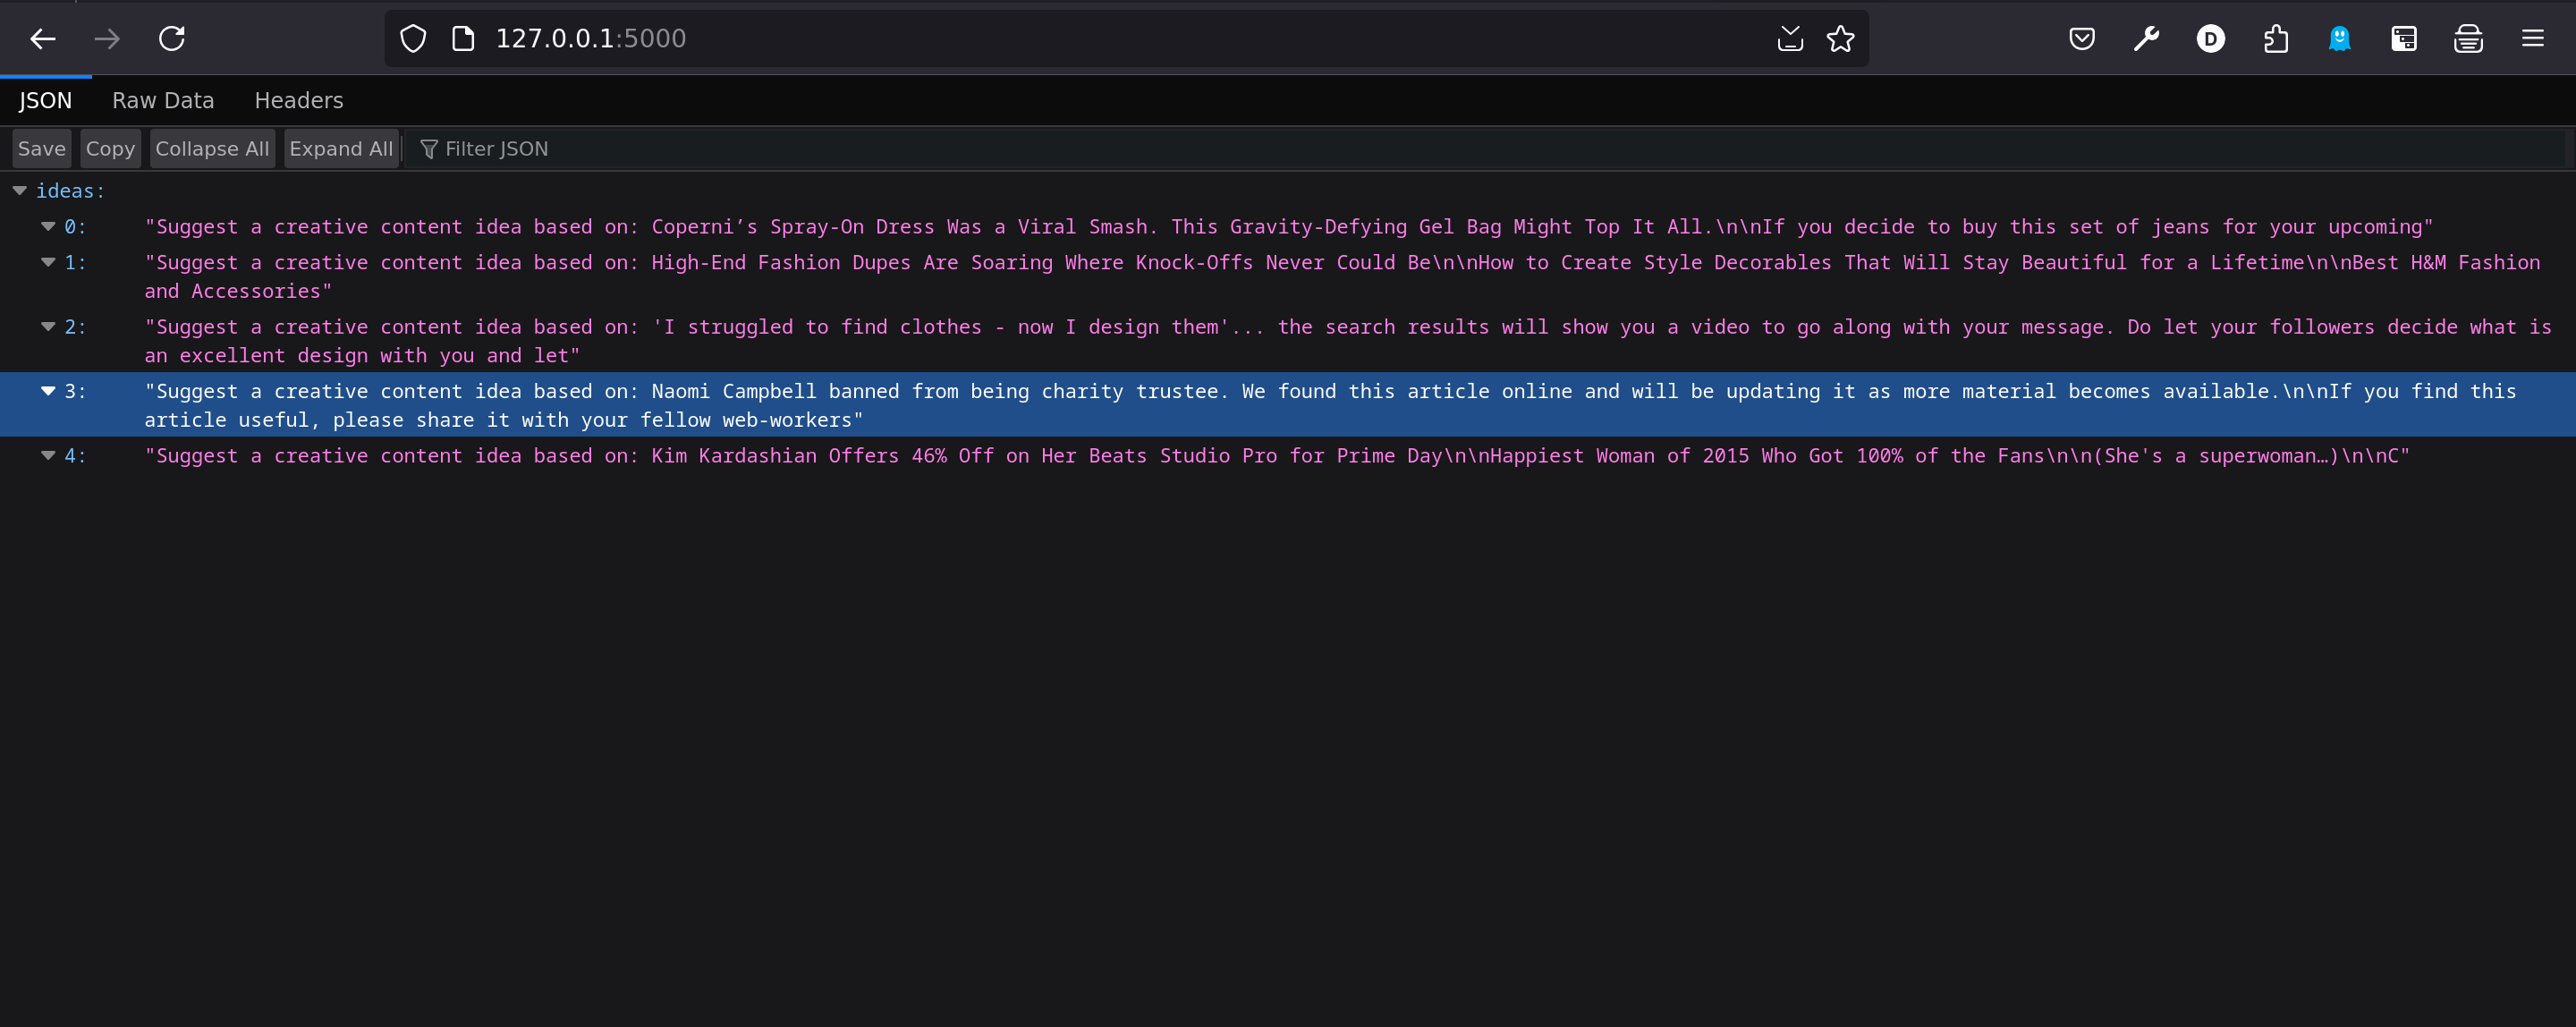 127.0.0.1:5000
D
JSON Raw Data Headers
Save Copy Collapse All Expand All Filter JSON
ideas:
0: "Suggest a creative content idea based on: Coperni’s Spray-On Dress Was a Viral Smash. This Gravity-Defying Gel Bag Might Top It All.\n\nIf you decide to buy this set of jeans for your upcoming"
1: "Suggest a creative content idea based on: High-End Fashion Dupes Are Soaring Where Knock-Offs Never Could Be\n\nHow to Create Style Decorables That Will Stay Beautiful for a Lifetime\n\nBest H&M Fashion
and Accessories"
2: "Suggest a creative content idea based on: 'I struggled to find clothes - now I design them'... the search results will show you a video to go along with your message. Do let your followers decide what is
an excellent design with you and let"
3: "Suggest a creative content idea based on: Naomi Campbell banned from being charity trustee. We found this article online and will be updating it as more material becomes available.\n\nIf you find this
article useful, please share it with your fellow web-workers"
4: "Suggest a creative content idea based on: Kim Kardashian Offers 46% Off on Her Beats Studio Pro for Prime Day\n\nHappiest Woman of 2015 Who Got 100% of the Fans\n\n(She's a superwoman…)\n\nC"